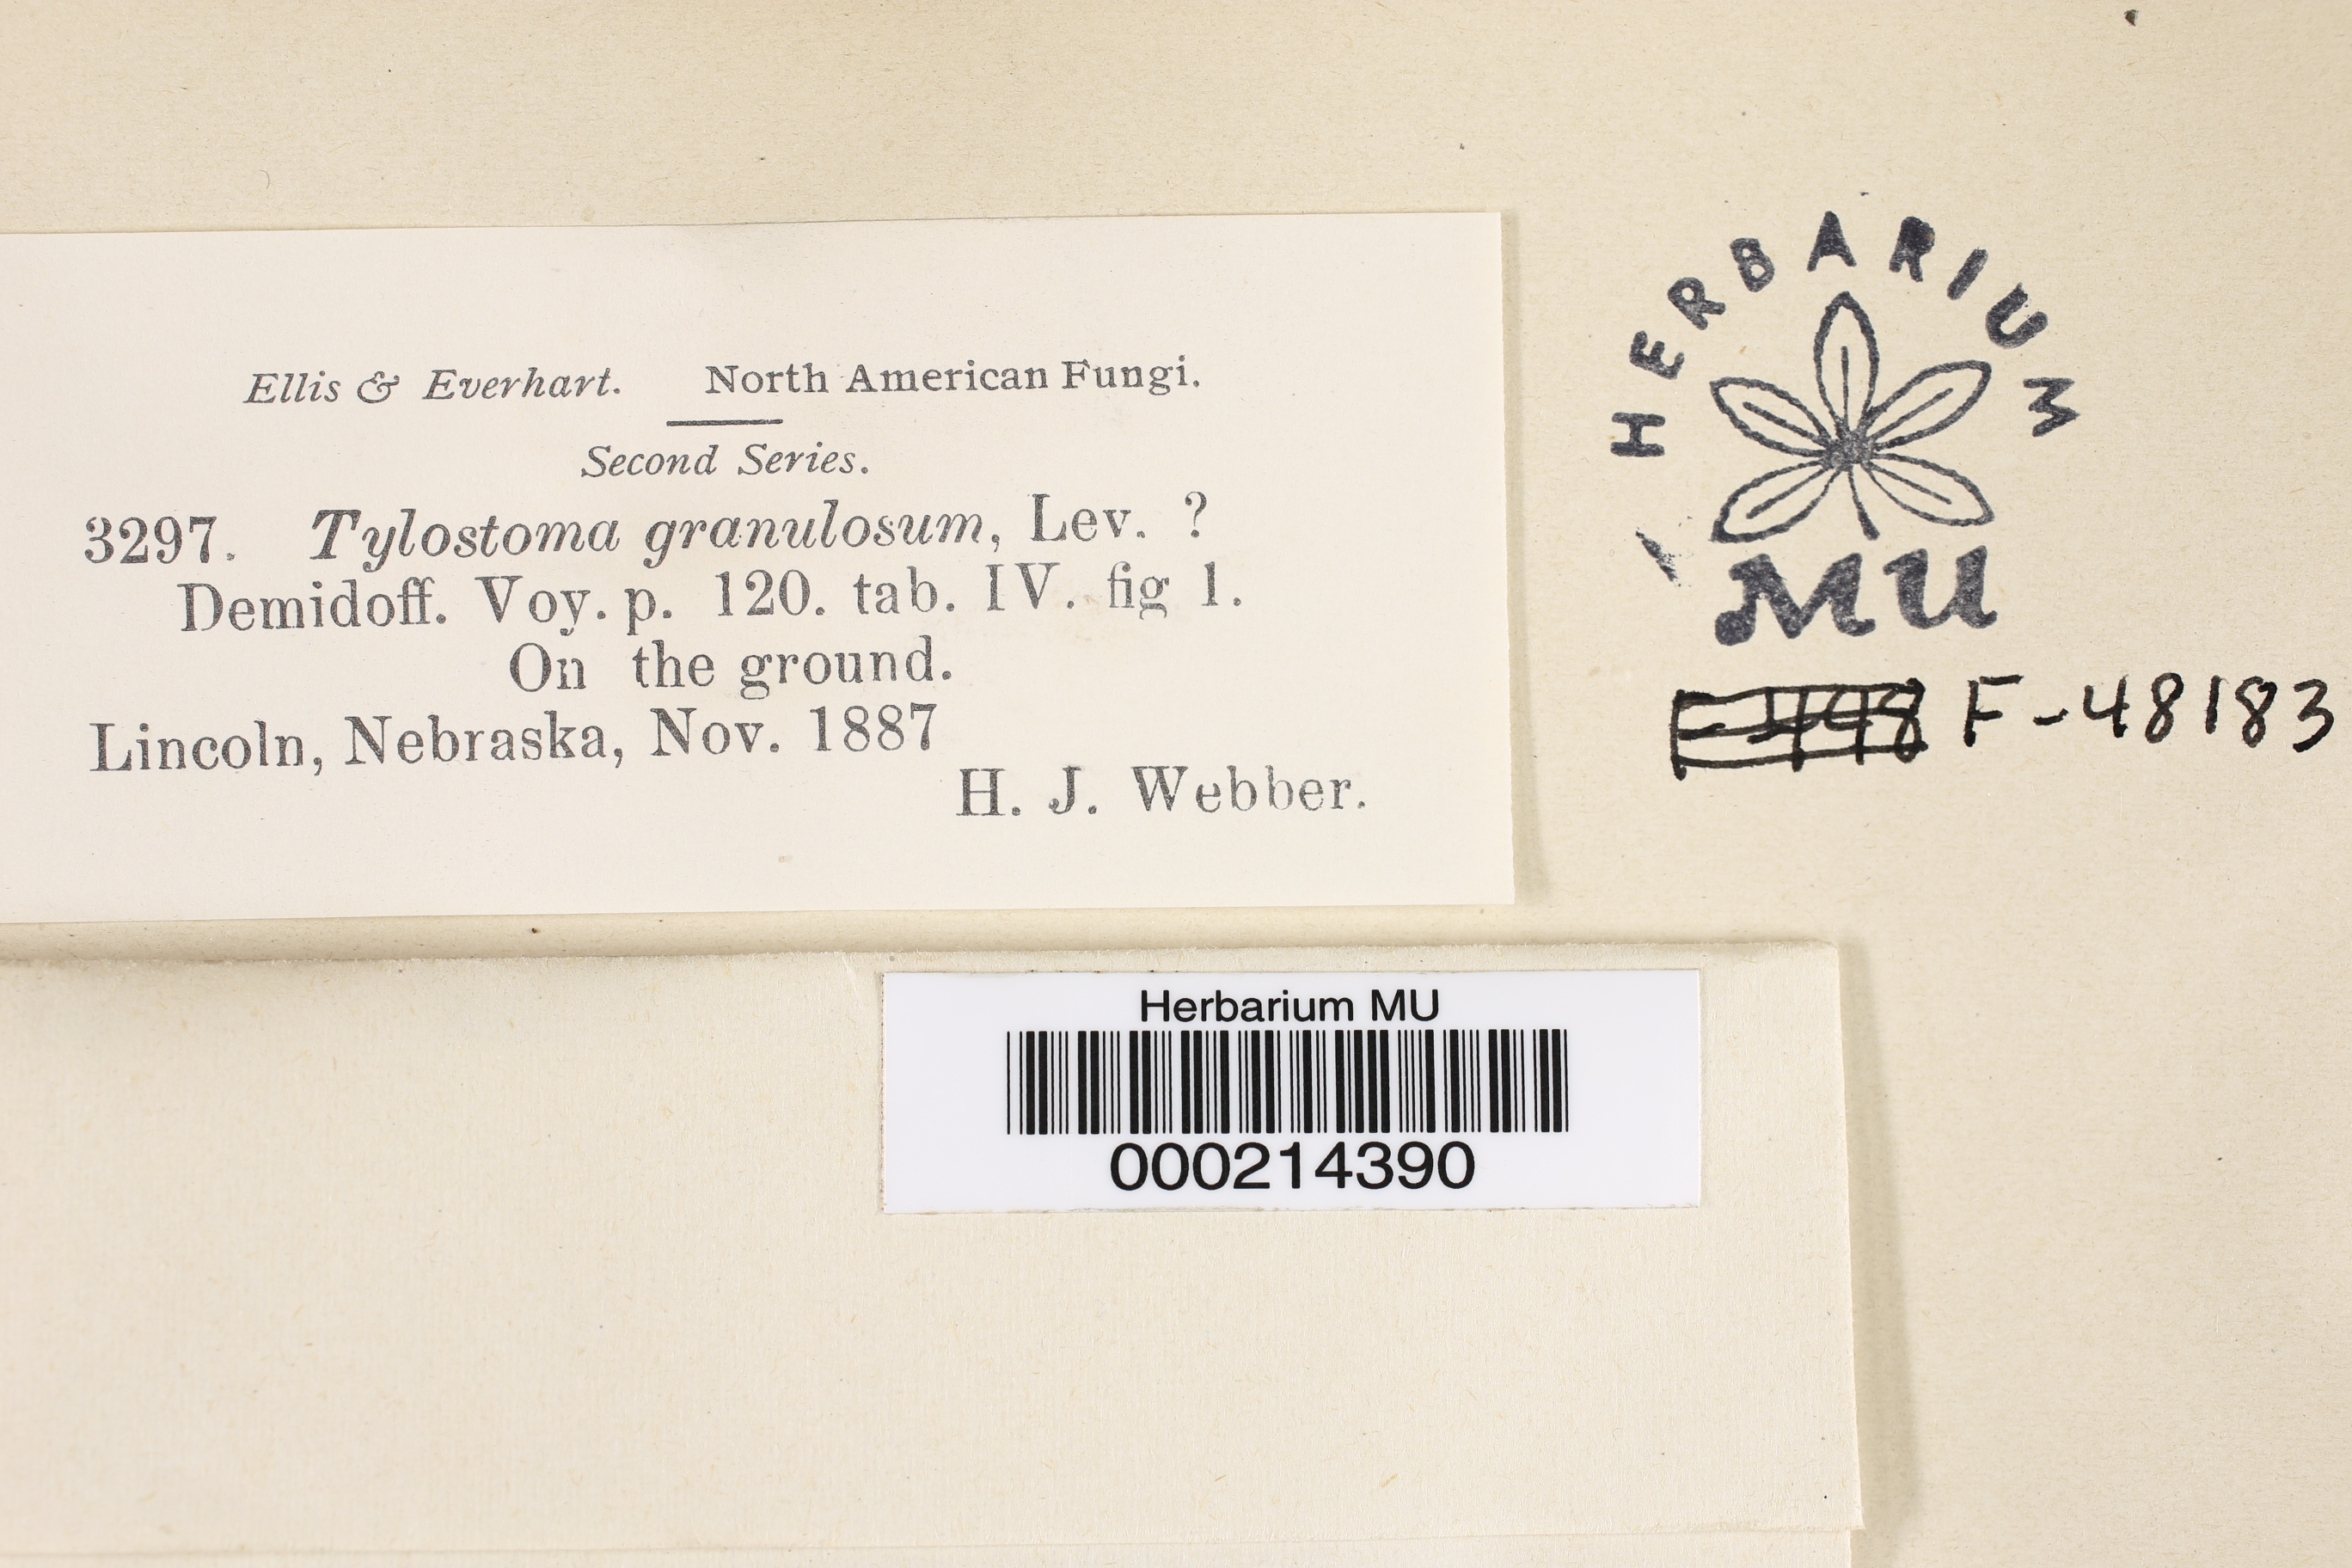 Ellis & Everhart. North American Fungi.
Second Series.
3297. Tylostoma granulosum, Lev. ?
Demidoff. Voy. p. 120. tab. IV. fig 1.
On the ground.
Lincoln, Nebraska, Nov. 1887
H. J. Webber.
HERBARIUM
MU
F-48183
Herbarium MU
000214390